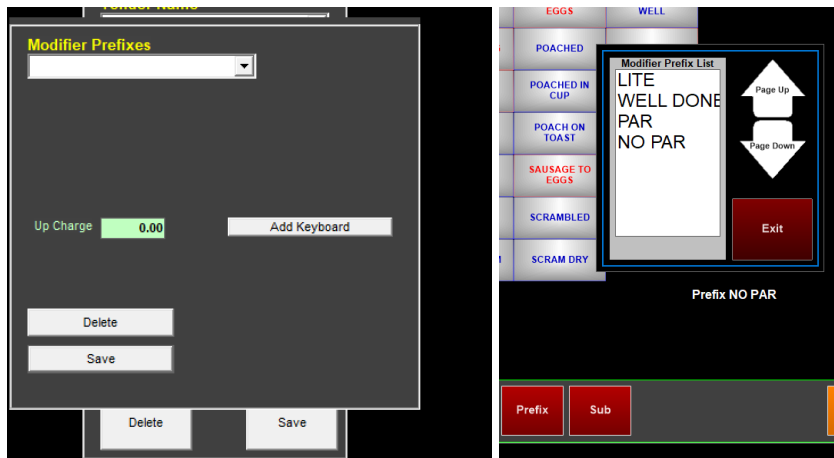 Tender Name
Modifier Prefixes
Up Charge
0.00
Add Keyboard
Delete
Save
Delete
Save
EGGS
WELL
POACHED
POACHED IN
CUP
POACH ON
TOAST
SAUSAGE TO
EGGS
SCRAMBLED
SCRAM DRY
Modifier Prefix List
LITE
WELL DONE
PAR
NO PAR
Page Up
Page Down
Exit
Prefix NO PAR
Prefix
Sub